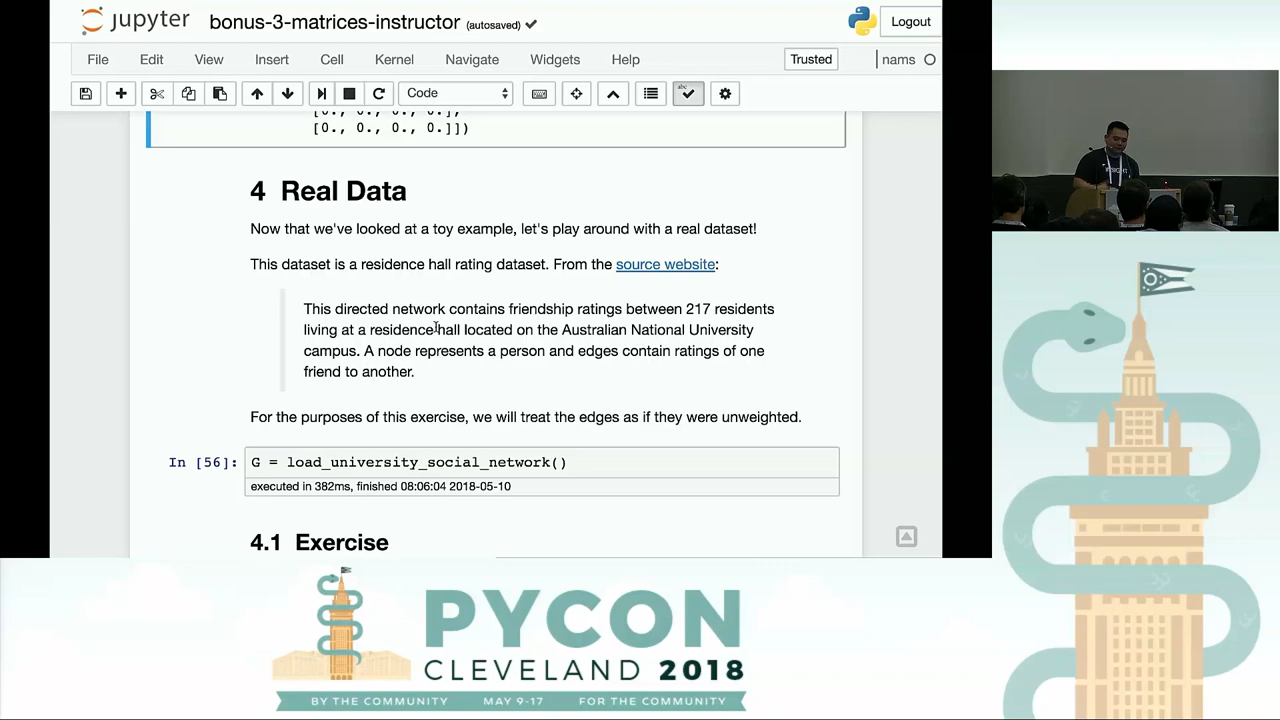 jupyter bonus-3-matrices-instructor (autosaved)
Logout
File Edit View Insert Cell Kernel Navigate Widgets Help
Trusted
nams
Code
[0., 0., 0., 0.],
[0., 0., 0., 0.]])
4 Real Data
Now that we've looked at a toy example, let's play around with a real dataset!
This dataset is a residence hall rating dataset. From the source website:
This directed network contains friendship ratings between 217 residents
living at a residence hall located on the Australian National University
campus. A node represents a person and edges contain ratings of one
friend to another.
For the purposes of this exercise, we will treat the edges as if they were unweighted.
In [56]: G = load_university_social_network()
executed in 382ms, finished 08:06:04 2018-05-10
4.1 Exercise
PYCON
CLEVELAND 2018
BY THE COMMUNITY MAY 9-17 FOR THE COMMUNITY